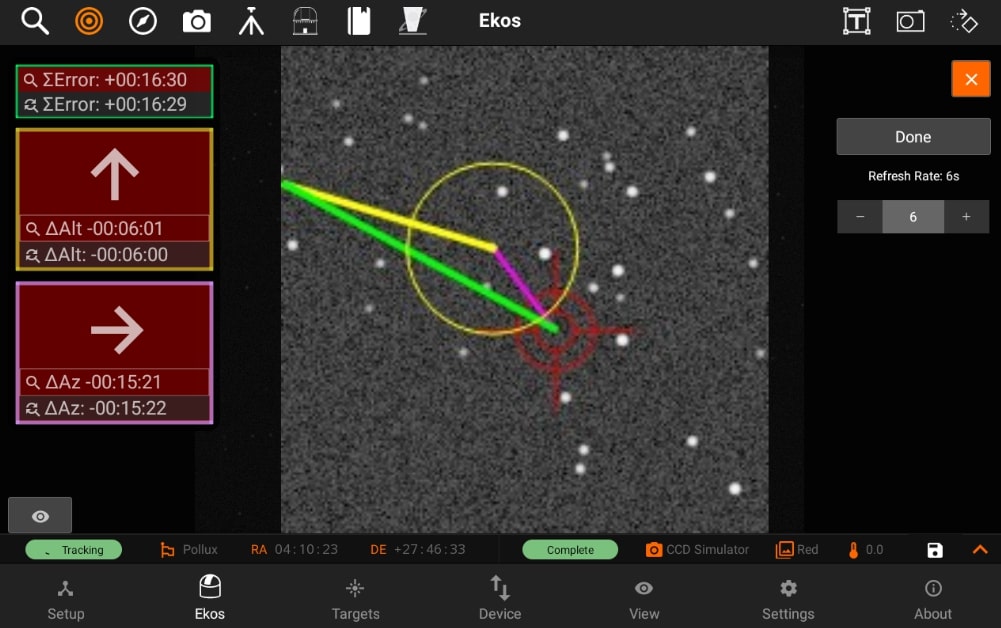 Ekos
T
ΣError: +00:16:30
ΣError: +00:16:29
ΔAlt -00:06:01
ΔAlt: -00:06:00
ΔAz -00:15:21
ΔAz: -00:15:22
Done
Refresh Rate: 6s
− 6 +
Tracking Pollux RA 04:10:23 DE +27:46:33 Complete CCD Simulator Red 0.0
Setup Ekos Targets Device View Settings About